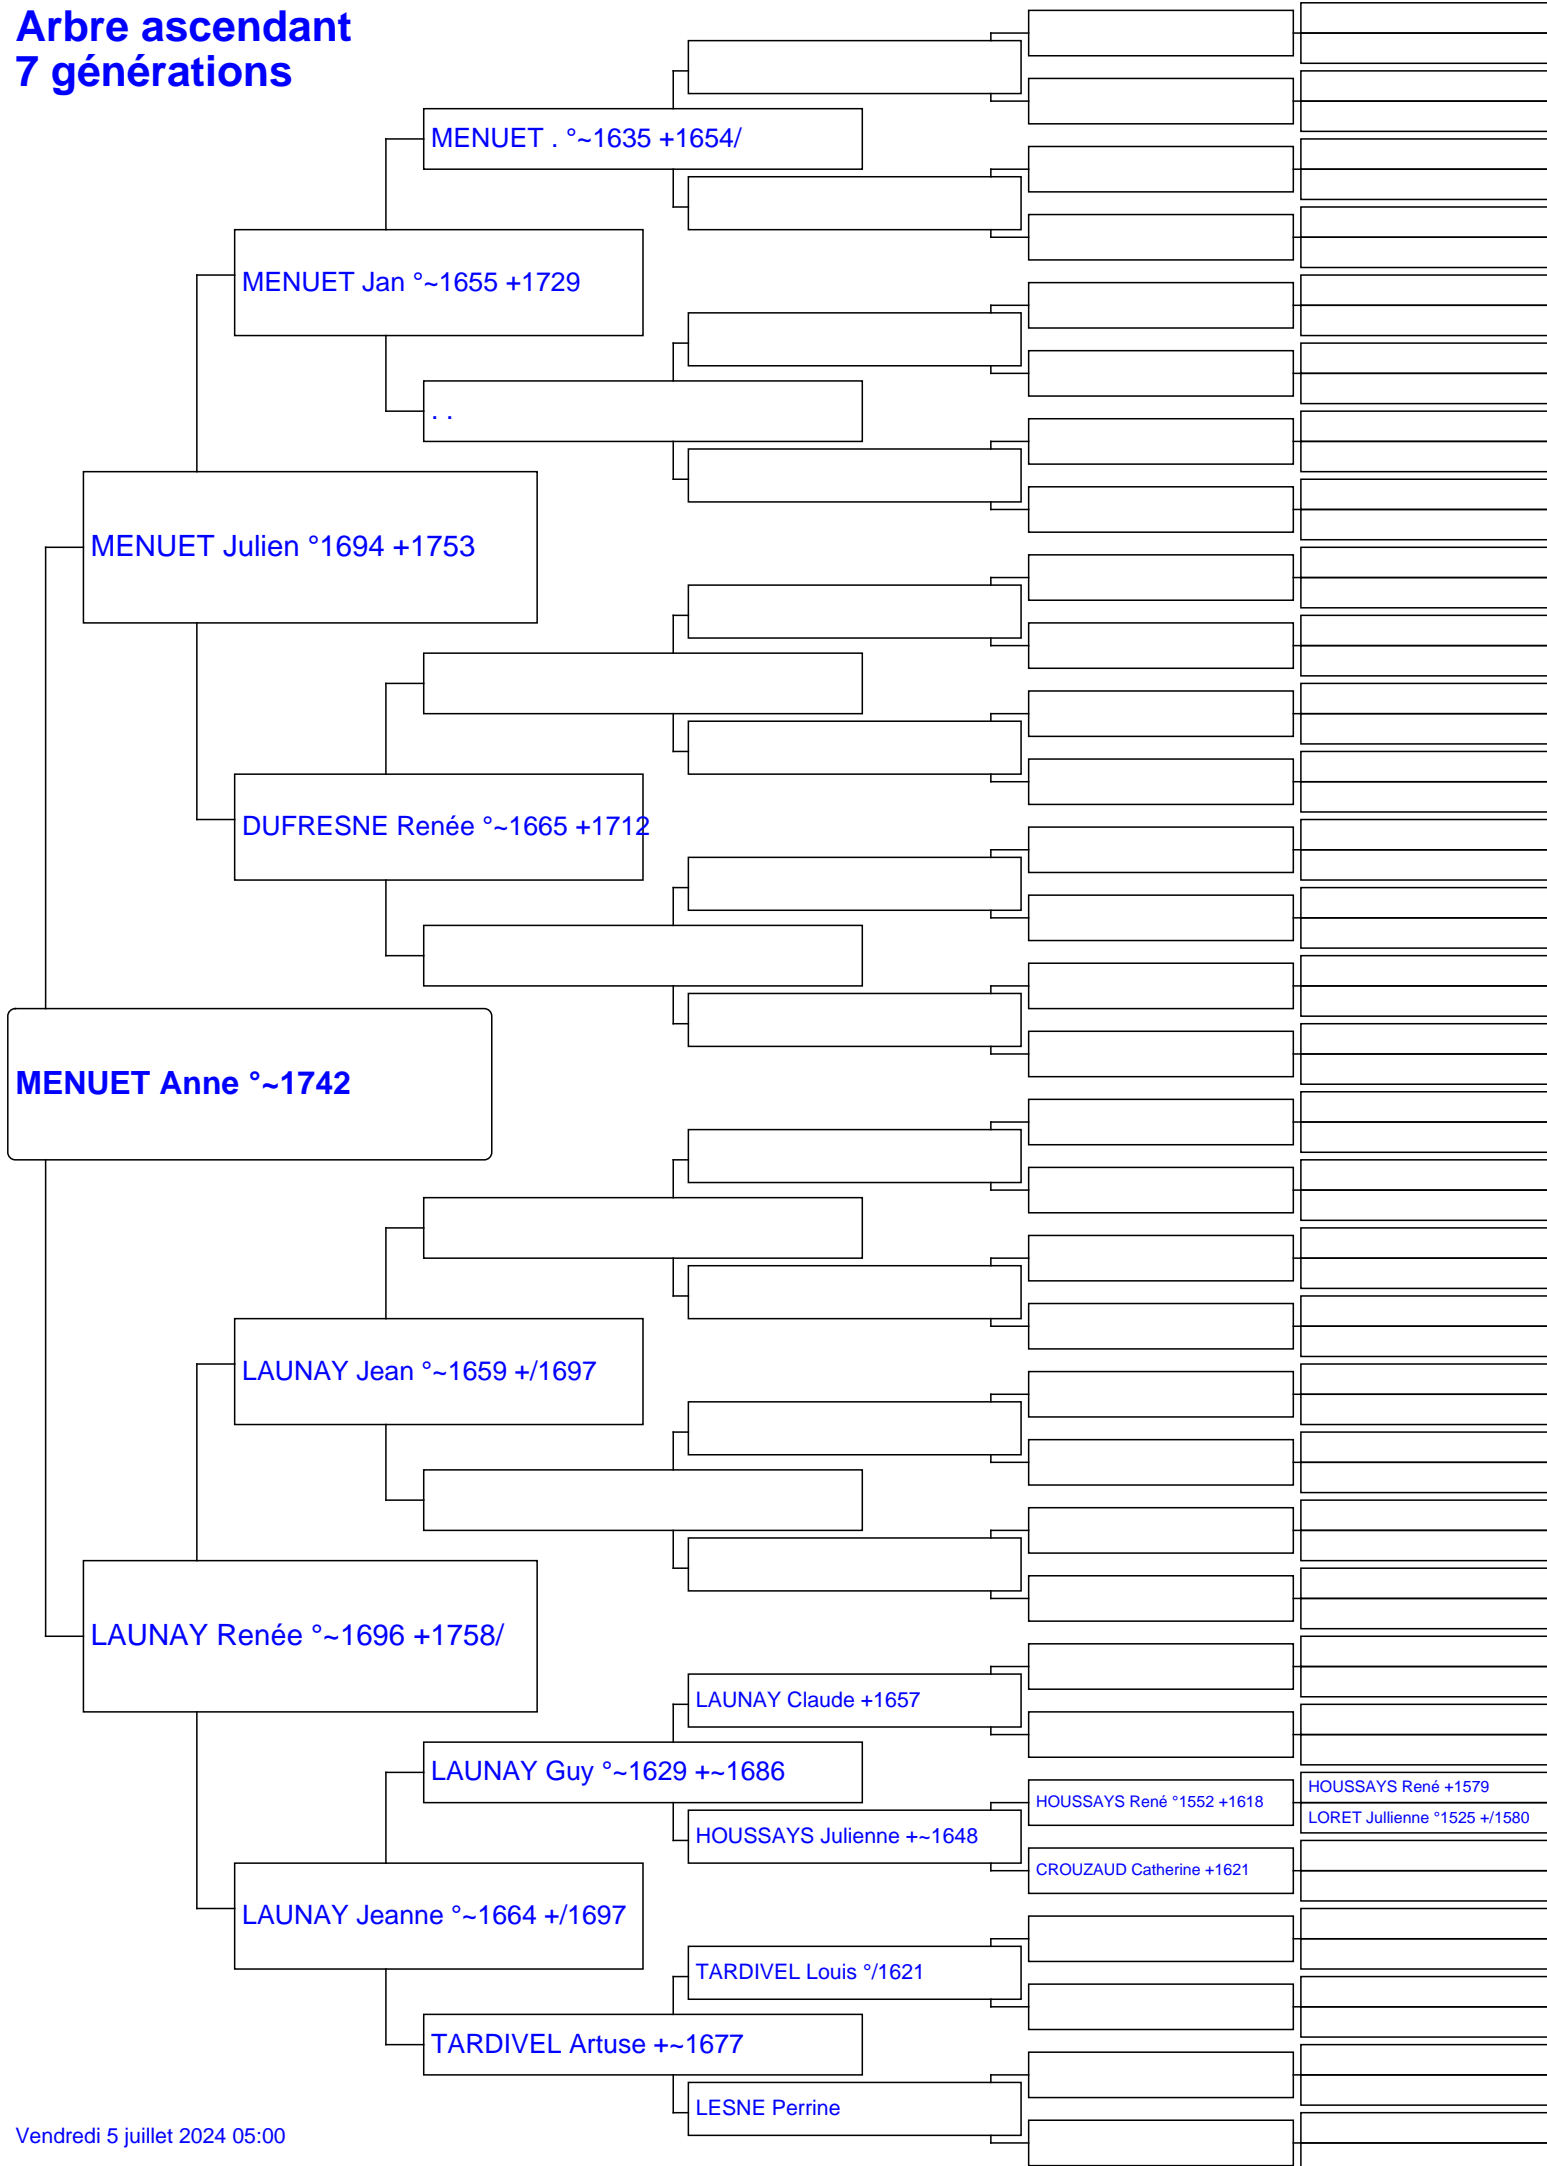 Arbre ascendant
7 générations
MENUET . °~1635 +1654/
MENUET Jan °~1655 +1729
. .
MENUET Julien °1694 +1753
DUFRESNE Renée °~1665 +1712
MENUET Anne °~1742
LAUNAY Jean °~1659 +/1697
LAUNAY Renée °~1696 +1758/
LAUNAY Claude +1657
LAUNAY Guy °~1629 +~1686
HOUSSAYS René +1579
HOUSSAYS René °1552 +1618
LORET Jullienne °1525 +/1580
HOUSSAYS Julienne +~1648
CROUZAUD Catherine +1621
LAUNAY Jeanne °~1664 +/1697
TARDIVEL Louis °/1621
TARDIVEL Artuse +~1677
LESNE Perrine
Vendredi 5 juillet 2024 05:00